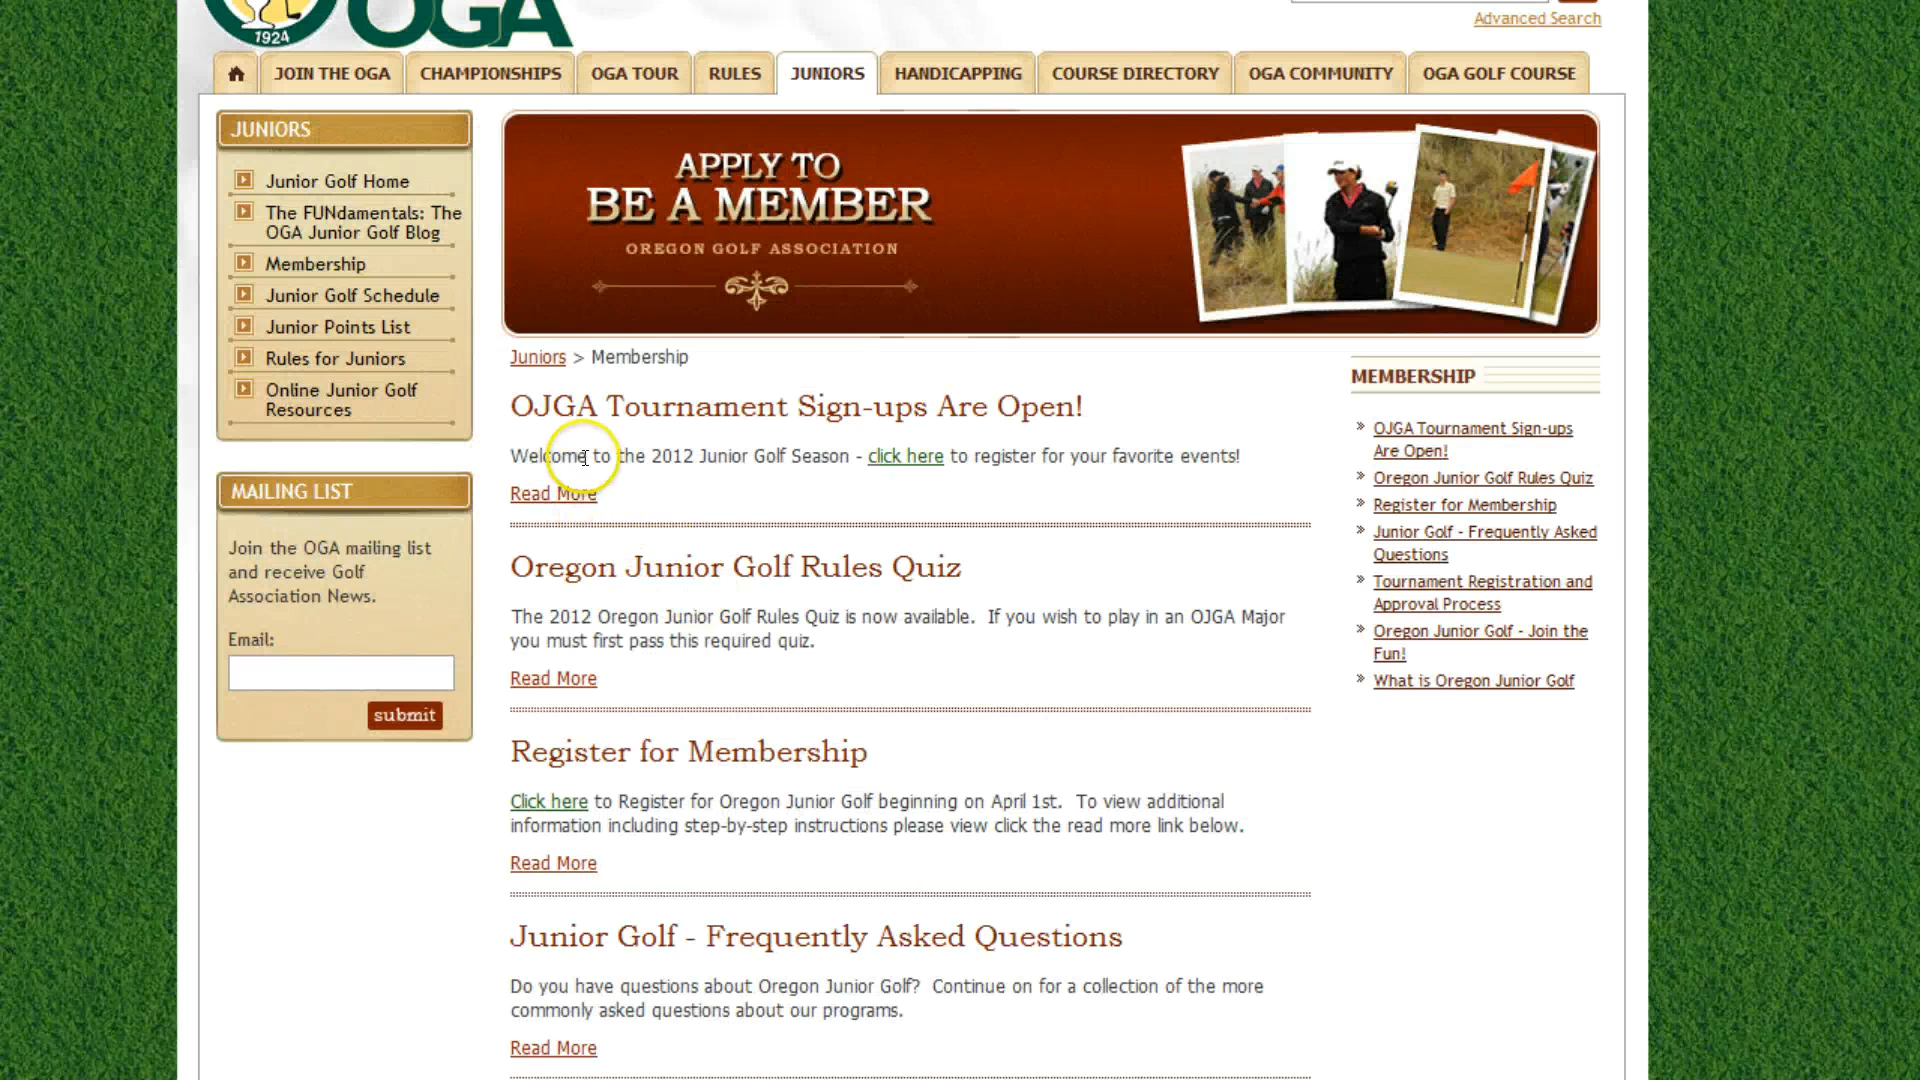 1924
OGA
Advanced Search
JOIN THE OGA
CHAMPIONSHIPS
OGA TOUR
RULES
JUNIORS
HANDICAPPING
COURSE DIRECTORY
OGA COMMUNITY
OGA GOLF COURSE
JUNIORS
Junior Golf Home
The FUNdamentals: The
OGA Junior Golf Blog
Membership
Junior Golf Schedule
Junior Points List
Rules for Juniors
Online Junior Golf
Resources
MAILING LIST
Join the OGA mailing list
and receive Golf
Association News.
Email:
submit
APPLY TO
BE A MEMBER
OREGON GOLF ASSOCIATION
Juniors > Membership
OJGA Tournament Sign-ups Are Open!
Welcome to the 2012 Junior Golf Season - click here to register for your favorite events!
Read More
Oregon Junior Golf Rules Quiz
The 2012 Oregon Junior Golf Rules Quiz is now available.  If you wish to play in an OJGA Major
you must first pass this required quiz.
Read More
Register for Membership
Click here to Register for Oregon Junior Golf beginning on April 1st.  To view additional
information including step-by-step instructions please view click the read more link below.
Read More
Junior Golf - Frequently Asked Questions
Do you have questions about Oregon Junior Golf?  Continue on for a collection of the more
commonly asked questions about our programs.
Read More
MEMBERSHIP
OJGA Tournament Sign-ups
Are Open!
Oregon Junior Golf Rules Quiz
Register for Membership
Junior Golf - Frequently Asked
Questions
Tournament Registration and
Approval Process
Oregon Junior Golf - Join the
Fun!
What is Oregon Junior Golf